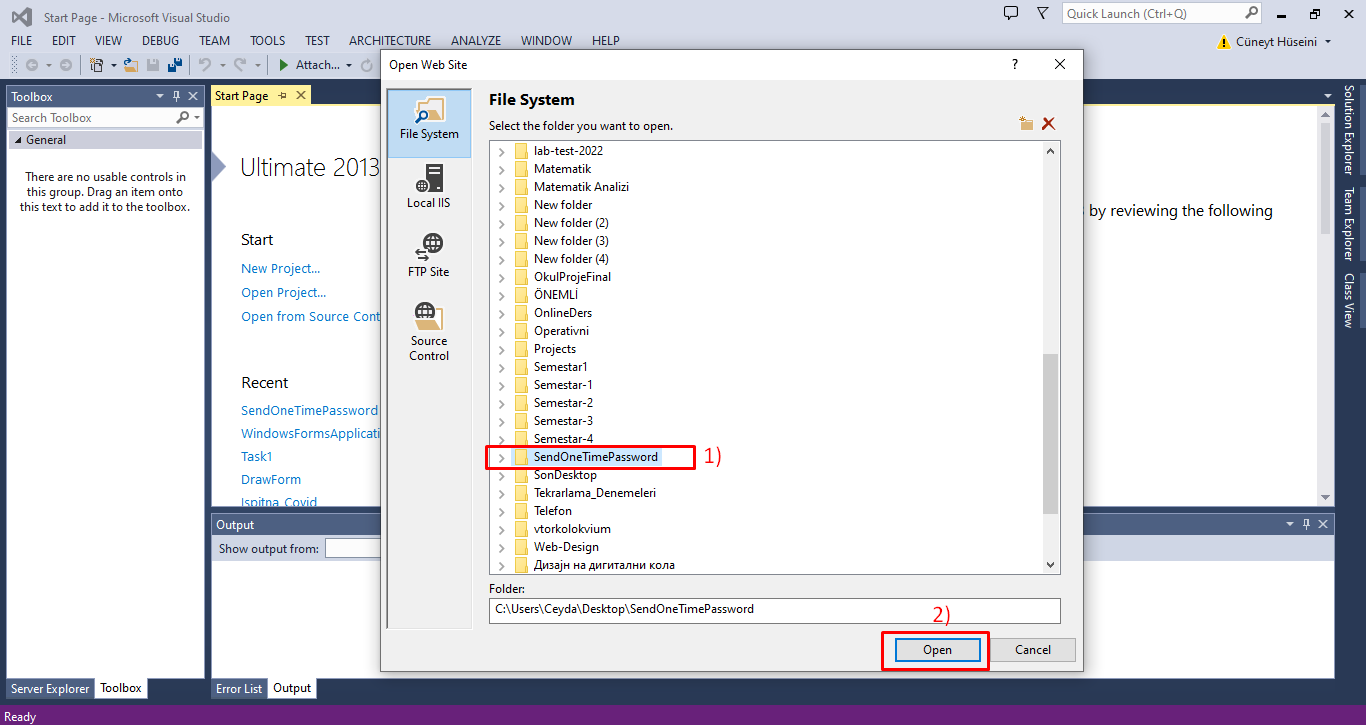 Start Page - Microsoft Visual Studio
Quick Launch (Ctrl+Q)
FILE EDIT VIEW DEBUG TEAM TOOLS TEST ARCHITECTURE ANALYZE WINDOW HELP
Cüneyt Hüseini
Attach...
Toolbox
Search Toolbox
General
There are no usable controls in
this group. Drag an item onto
this text to add it to the toolbox.
Server Explorer
Toolbox
Start Page
Ultimate 2013
by reviewing the following
Start
New Project...
Open Project...
Open from Source Cont
Recent
SendOneTimePassword
WindowsFormsApplicati
Task1
DrawForm
Ispitna_Covid
Output
Show output from:
Error List
Output
Open Web Site
?
File System
Local IIS
FTP Site
Source
Control
File System
Select the folder you want to open.
lab-test-2022
Matematik
Matematik Analizi
New folder
New folder (2)
New folder (3)
New folder (4)
OkulProjeFinal
ÖNEMLİ
OnlineDers
Operativni
Projects
Semestar1
Semestar-1
Semestar-2
Semestar-3
Semestar-4
SendOneTimePassword
1)
SonDesktop
Tekrarlama_Denemeleri
Telefon
vtorkolokvium
Web-Design
Дизајн на дигитални кола
Folder:
C:\Users\Ceyda\Desktop\SendOneTimePassword
2)
Open
Cancel
Solution Explorer
Team Explorer
Class View
Ready